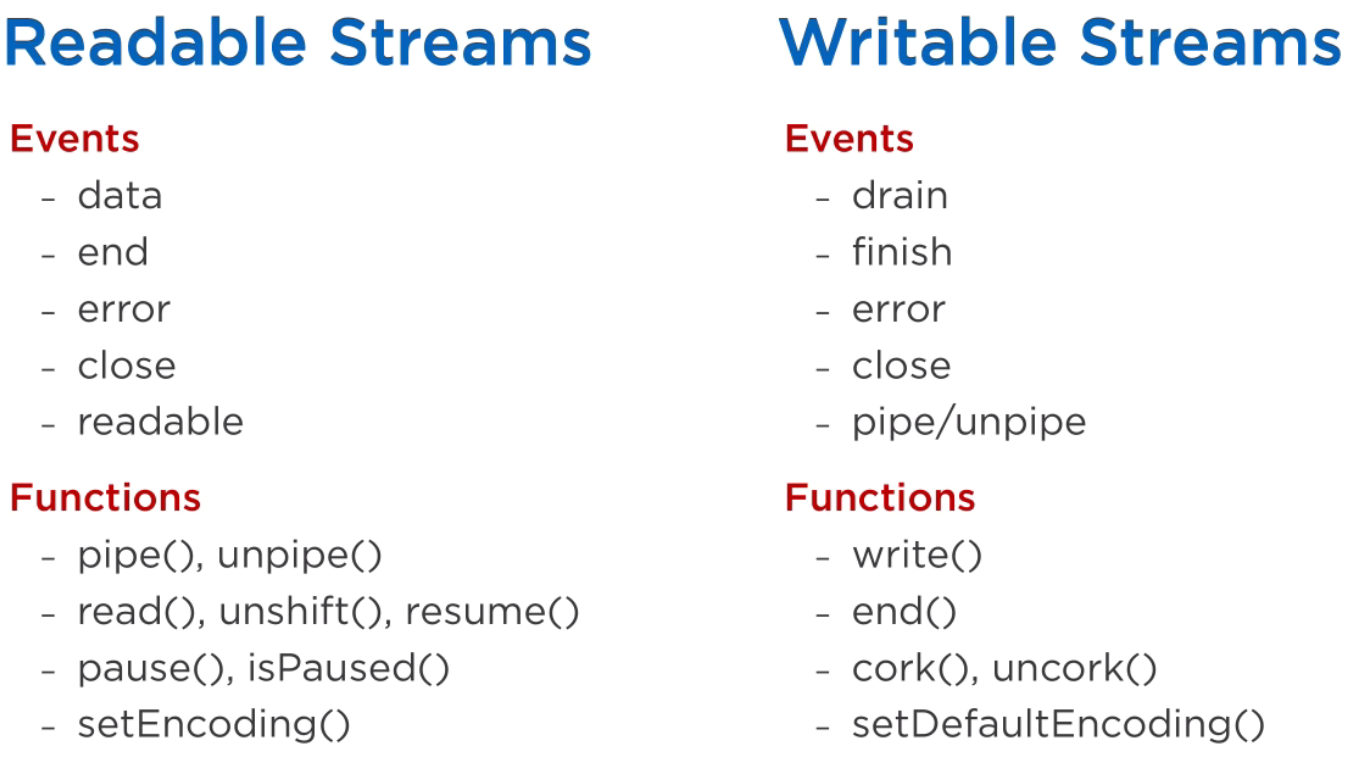 Readable Streams
Events
- data
- end
- error
- close
- readable
Functions
- pipe(), unpipe()
- read(), unshift(), resume()
- pause(), isPaused()
- setEncoding()
Writable Streams
Events
- drain
- finish
- error
- close
- pipe/unpipe
Functions
- write()
- end()
- cork(), uncork()
- setDefaultEncoding()